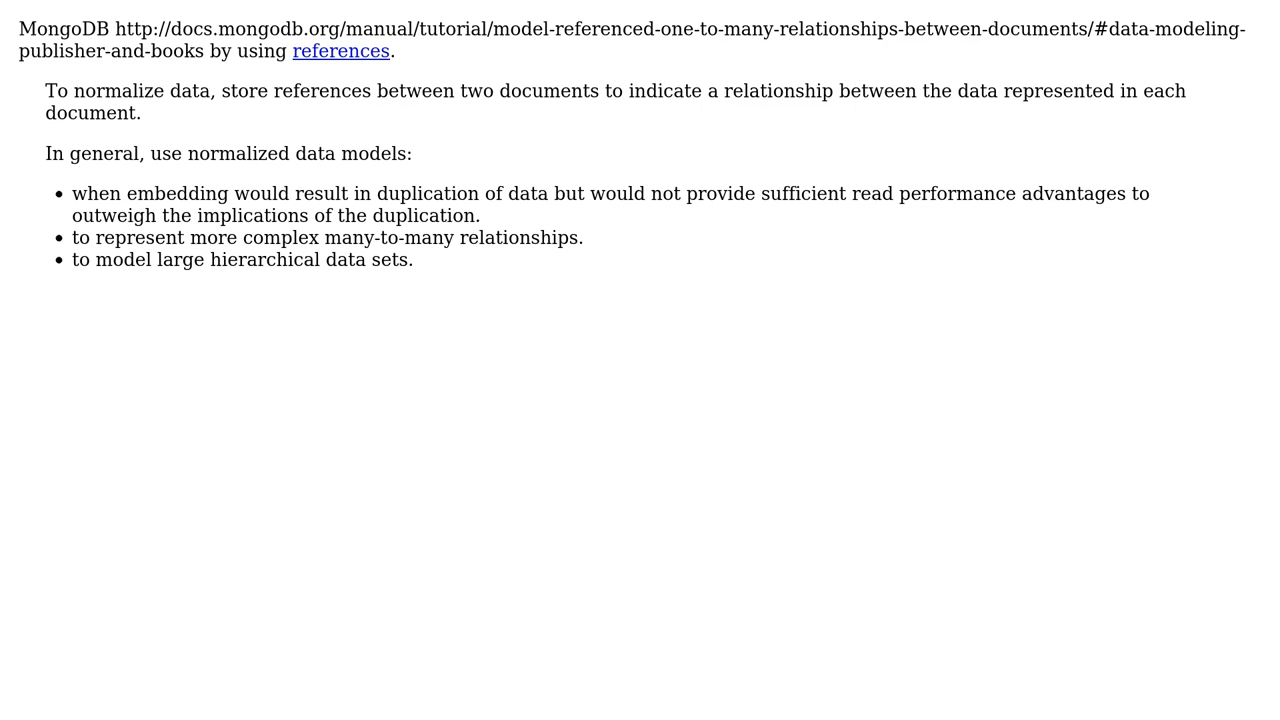 MongoDB http://docs.mongodb.org/manual/tutorial/model-referenced-one-to-many-relationships-between-documents/#data-modeling-
publisher-and-books by using references.
To normalize data, store references between two documents to indicate a relationship between the data represented in each
document.
In general, use normalized data models:
• when embedding would result in duplication of data but would not provide sufficient read performance advantages to
outweigh the implications of the duplication.
• to represent more complex many-to-many relationships.
• to model large hierarchical data sets.